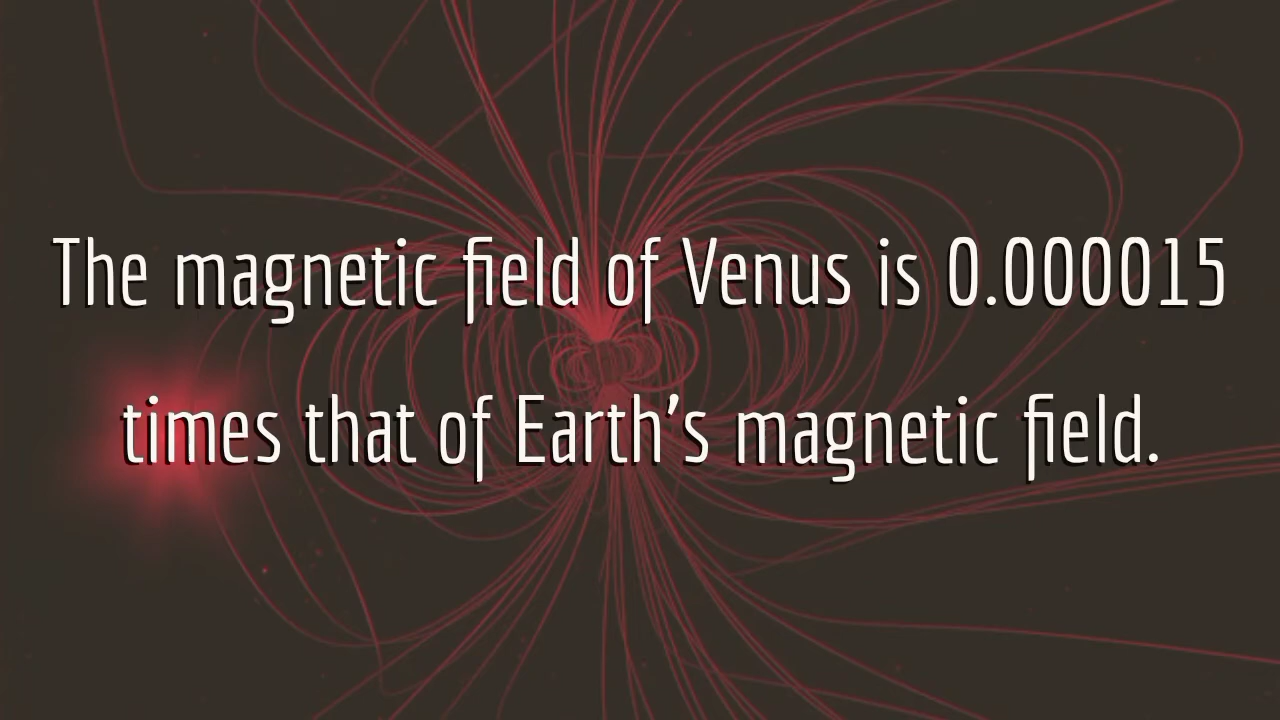 The magnetic field of Venus is 0.000015
times that of Earth's magnetic field.